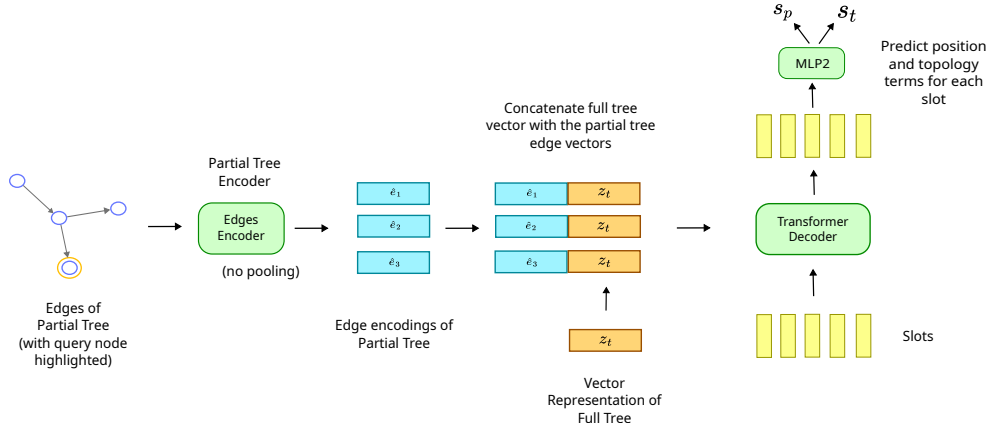 s_p
s_t
MLP2
Predict position
and topology
terms for each
slot
Concatenate full tree
vector with the partial tree
edge vectors
Partial Tree
Encoder
Edges
Encoder
(no pooling)
ê₁
ê₂
ê₃
ê₁ z_t
ê₂ z_t
ê₃ z_t
Transformer
Decoder
Edges of
Partial Tree
(with query node
highlighted)
Edge encodings of
Partial Tree
z_t
Vector
Representation of
Full Tree
Slots